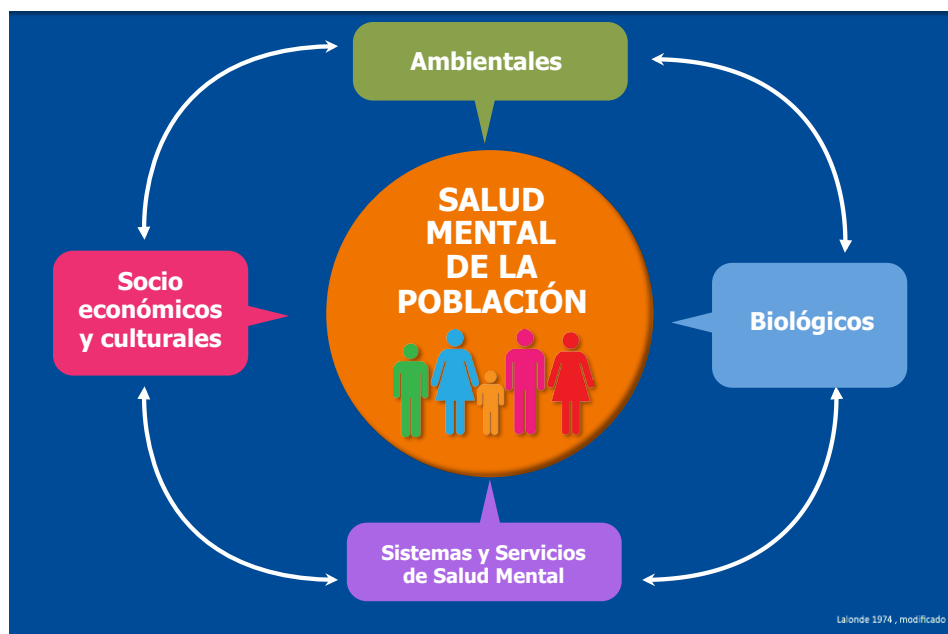 Ambientales
SALUD
MENTAL
DE LA
POBLACIÓN
Socio
económicos
y culturales
Biológicos
Sistemas y Servicios
de Salud Mental
Lalonde 1974 , modificado